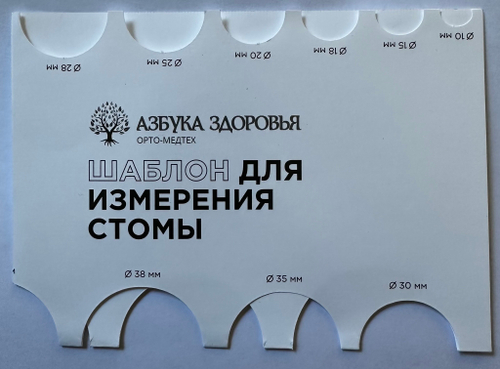 Ø 28 мм
Ø 25 мм
Ø 20 мм
Ø 18 мм
Ø 15 мм
Ø 10 мм
АЗБУКА ЗДОРОВЬЯ
ОРТО-МЕДТЕХ
ШАБЛОН ДЛЯ
ИЗМЕРЕНИЯ
СТОМЫ
Ø 38 мм
Ø 35 мм
Ø 30 мм